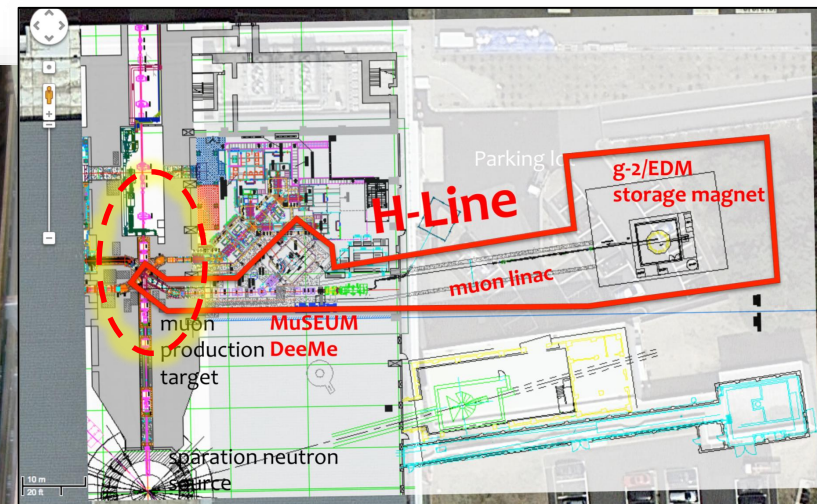 Parking lo
g-2/EDM
storage magnet
H-Line
muon linac
muon
production
target
MuSEUM
DeeMe
sparation neutron
source
10 m
20 ft